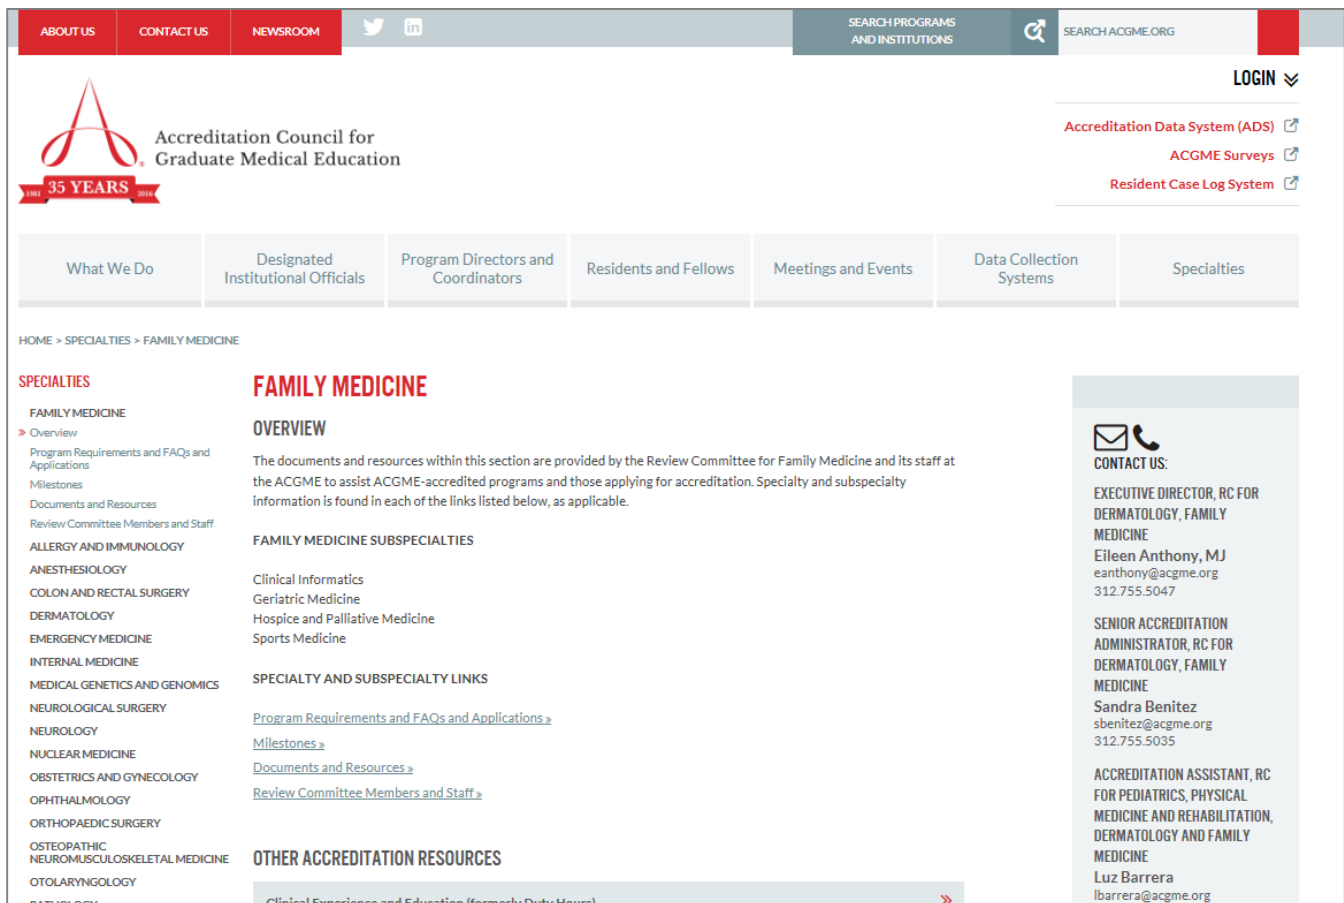 ABOUT US
CONTACT US
NEWSROOM
in
SEARCH PROGRAMS
AND INSTITUTIONS
SEARCH ACGME.ORG
LOGIN
Accreditation Data System (ADS)
ACGME Surveys
Resident Case Log System
Accreditation Council for
Graduate Medical Education
1981 35 YEARS 2016
What We Do
Designated
Institutional Officials
Program Directors and
Coordinators
Residents and Fellows
Meetings and Events
Data Collection
Systems
Specialties
HOME > SPECIALTIES > FAMILY MEDICINE
SPECIALTIES
FAMILY MEDICINE
» Overview
Program Requirements and FAQs and
Applications
Milestones
Documents and Resources
Review Committee Members and Staff
ALLERGY AND IMMUNOLOGY
ANESTHESIOLOGY
COLON AND RECTAL SURGERY
DERMATOLOGY
EMERGENCY MEDICINE
INTERNAL MEDICINE
MEDICAL GENETICS AND GENOMICS
NEUROLOGICAL SURGERY
NEUROLOGY
NUCLEAR MEDICINE
OBSTETRICS AND GYNECOLOGY
OPHTHALMOLOGY
ORTHOPAEDIC SURGERY
OSTEOPATHIC
NEUROMUSCULOSKELETAL MEDICINE
OTOLARYNGOLOGY
FAMILY MEDICINE
OVERVIEW
The documents and resources within this section are provided by the Review Committee for Family Medicine and its staff at
the ACGME to assist ACGME-accredited programs and those applying for accreditation. Specialty and subspecialty
information is found in each of the links listed below, as applicable.
FAMILY MEDICINE SUBSPECIALTIES
Clinical Informatics
Geriatric Medicine
Hospice and Palliative Medicine
Sports Medicine
SPECIALTY AND SUBSPECIALTY LINKS
Program Requirements and FAQs and Applications »
Milestones »
Documents and Resources »
Review Committee Members and Staff »
OTHER ACCREDITATION RESOURCES
Clinical Experience and Education (formerly Duty Hours)
CONTACT US:
EXECUTIVE DIRECTOR, RC FOR
DERMATOLOGY, FAMILY
MEDICINE
Eileen Anthony, MJ
eanthony@acgme.org
312.755.5047
SENIOR ACCREDITATION
ADMINISTRATOR, RC FOR
DERMATOLOGY, FAMILY
MEDICINE
Sandra Benitez
sbenitez@acgme.org
312.755.5035
ACCREDITATION ASSISTANT, RC
FOR PEDIATRICS, PHYSICAL
MEDICINE AND REHABILITATION,
DERMATOLOGY AND FAMILY
MEDICINE
Luz Barrera
lbarrera@acgme.org